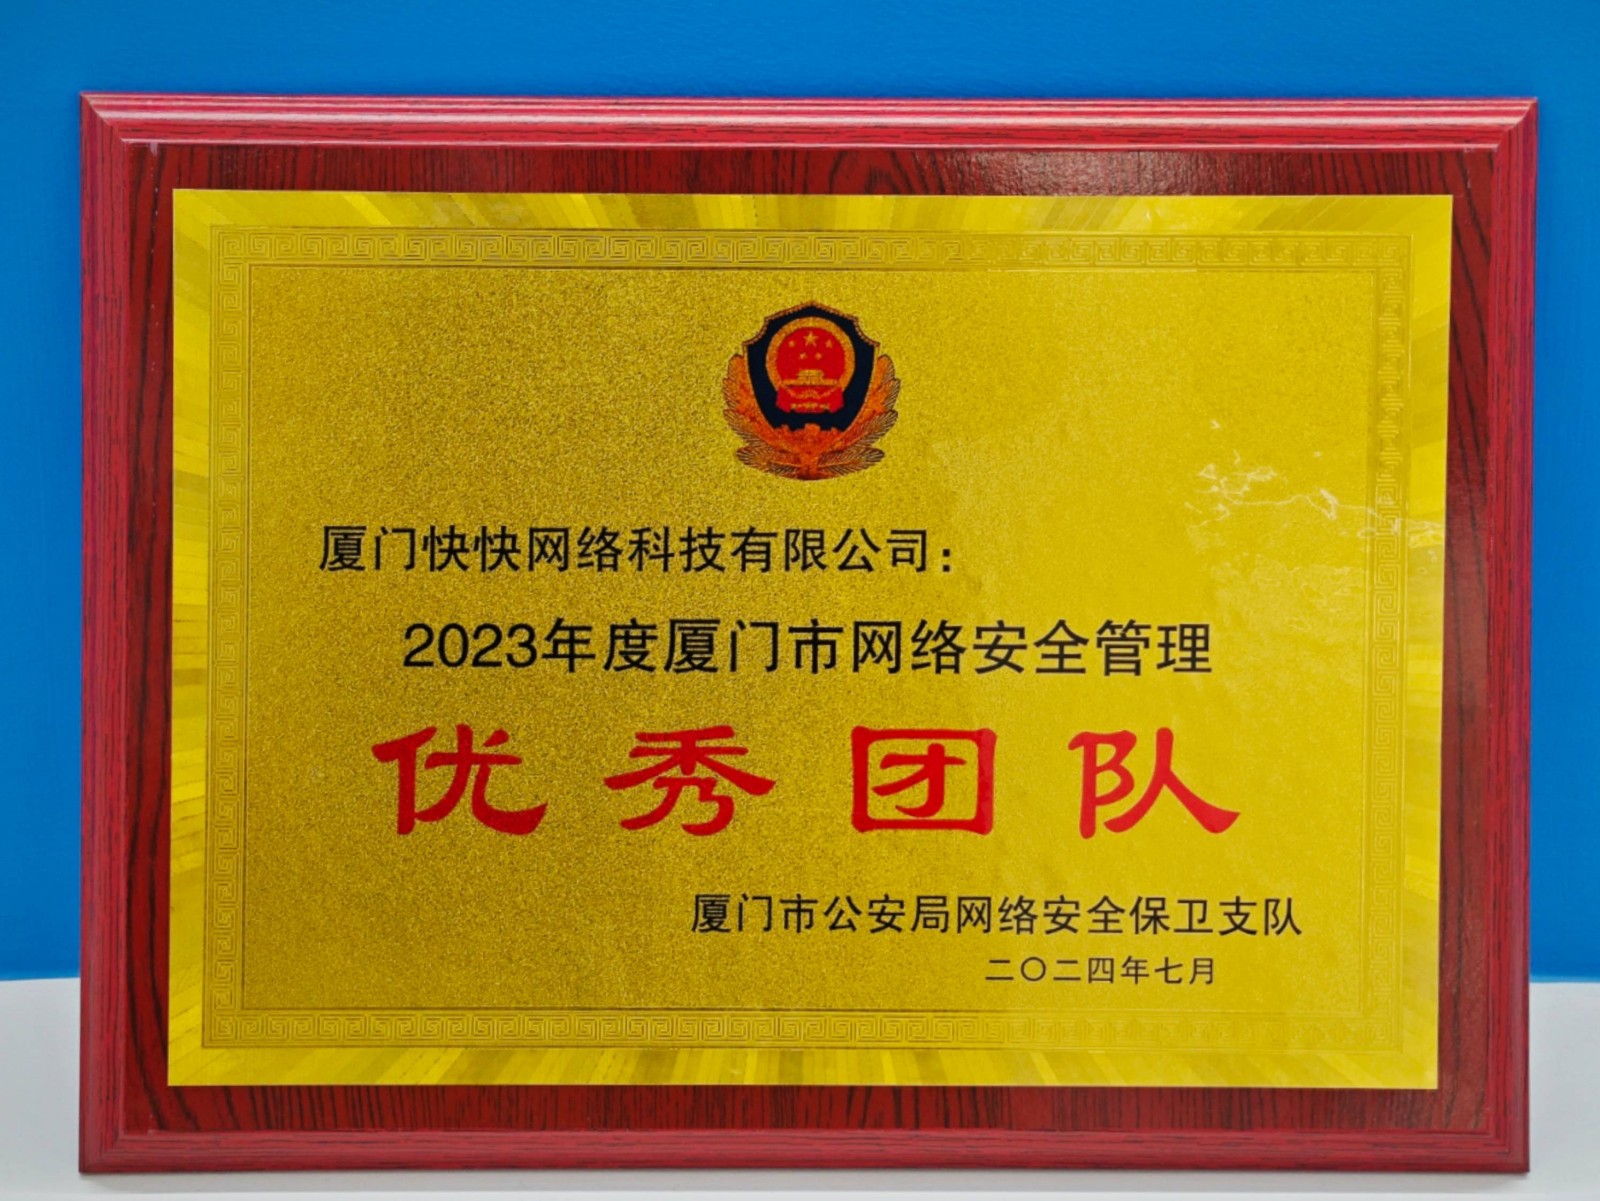 厦门快快网络科技有限公司：
2023年度厦门市网络安全管理
优秀团队
厦门市公安局网络安全保卫支队
二〇二四年七月